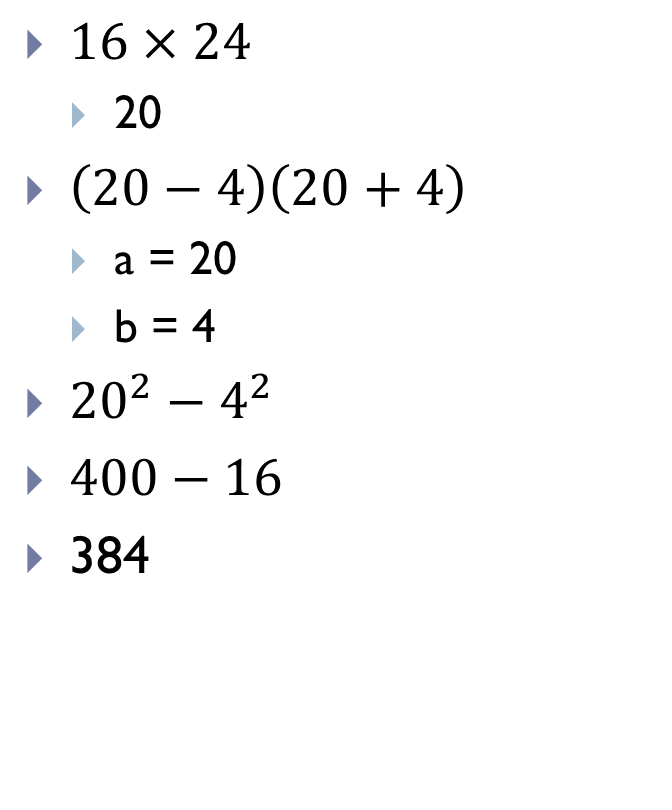 16 × 24
20
(20 − 4)(20 + 4)
a = 20
b = 4
20² − 4²
400 − 16
384